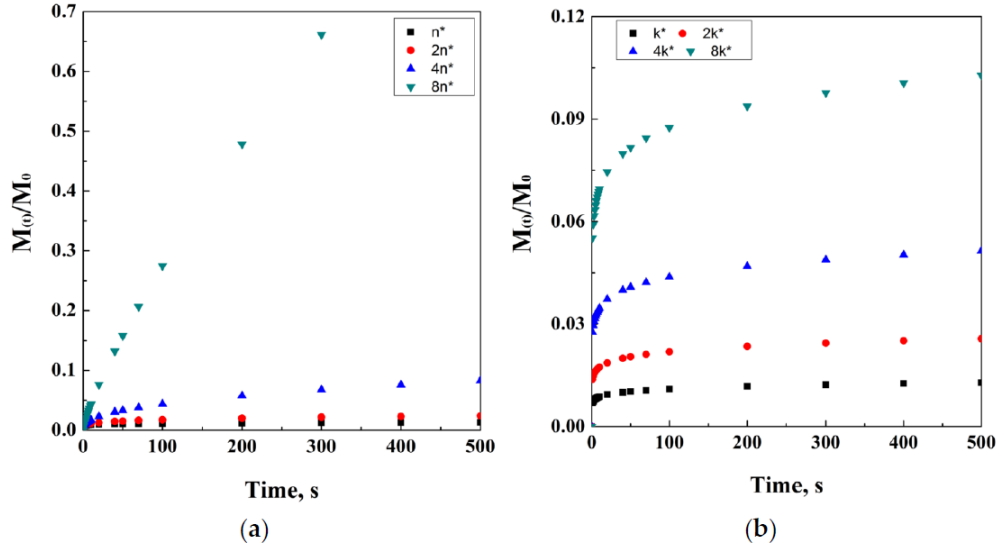 0.7
0.6
0.5
0.4
0.3
0.2
0.1
0.0
M(t)/M0
n*
2n*
4n*
8n*
0 100 200 300 400 500
Time, s
(a)
0.12
0.09
0.06
0.03
0.00
M(t)/M0
k* 2k*
4k* 8k*
0 100 200 300 400 500
Time, s
(b)